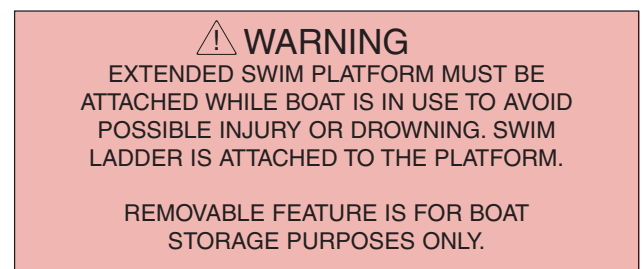 WARNING
EXTENDED SWIM PLATFORM MUST BE
ATTACHED WHILE BOAT IS IN USE TO AVOID
POSSIBLE INJURY OR DROWNING. SWIM
LADDER IS ATTACHED TO THE PLATFORM.
REMOVABLE FEATURE IS FOR BOAT
STORAGE PURPOSES ONLY.